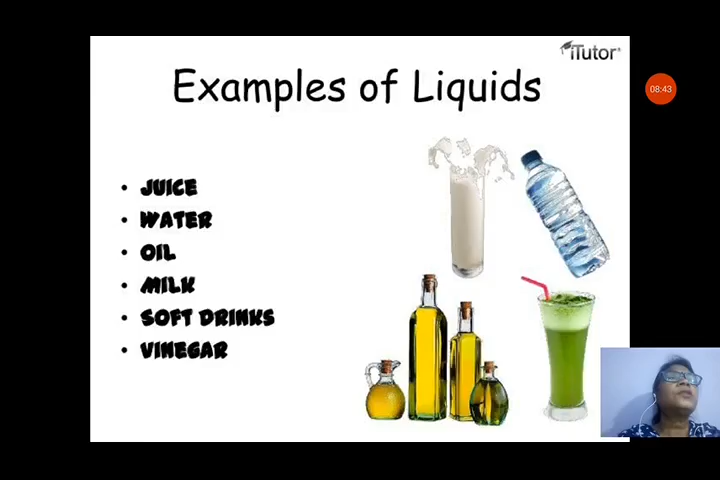 iTutor
Examples of Liquids
08:43
• JUICE
• WATER
• OIL
• MILK
• SOFT DRINKS
• VINEGAR